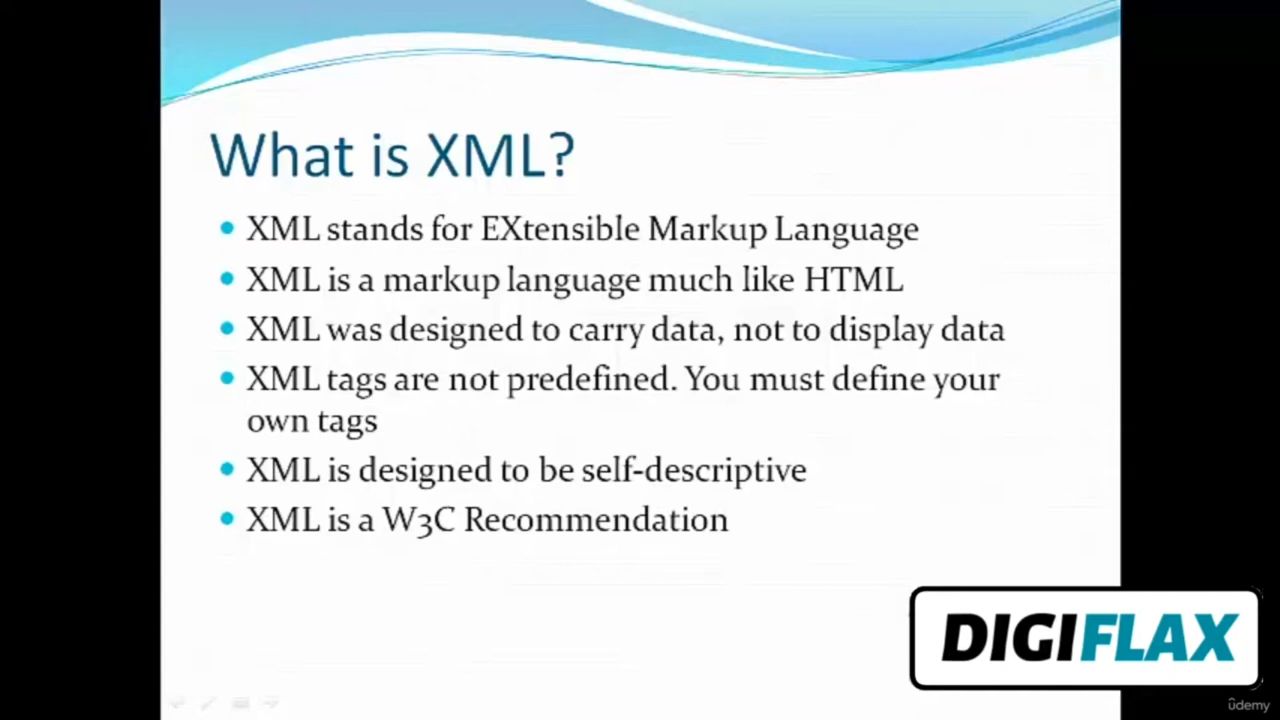 What is XML?
XML stands for EXtensible Markup Language
XML is a markup language much like HTML
XML was designed to carry data, not to display data
XML tags are not predefined. You must define your
own tags
XML is designed to be self-descriptive
XML is a W3C Recommendation
DIGIFLAX
ûdemy